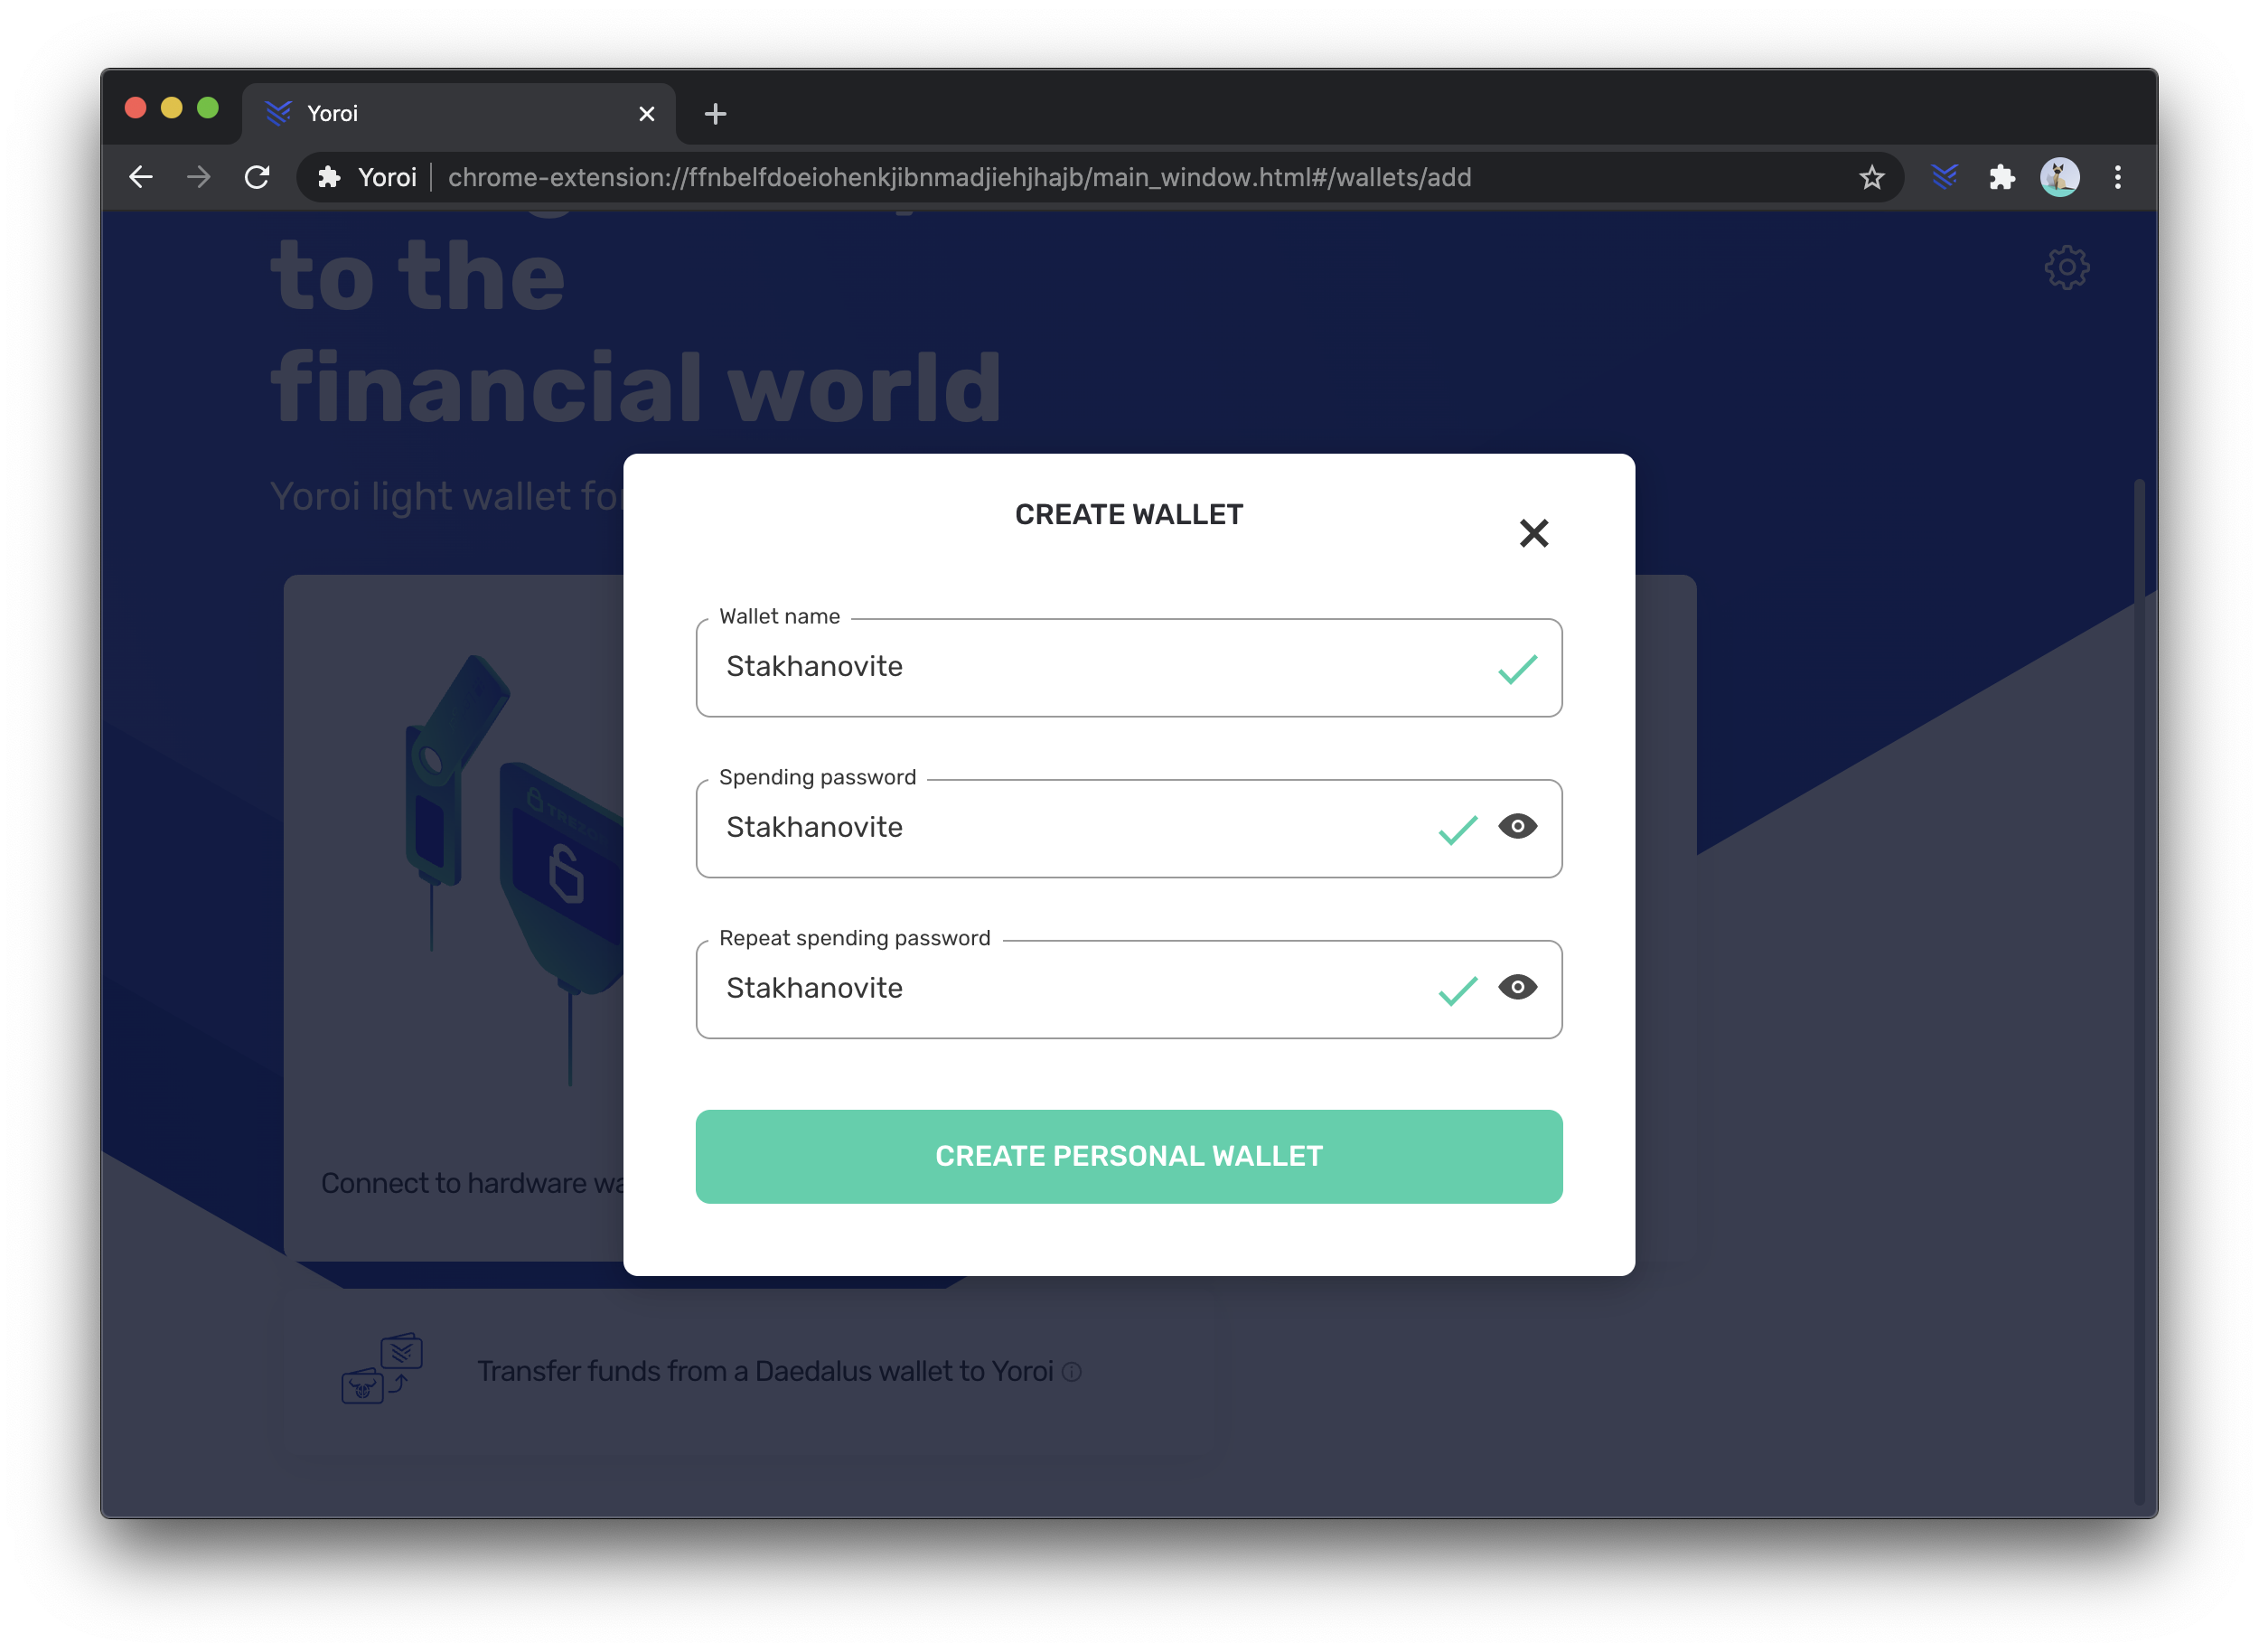 Yoroi
Yoroi | chrome-extension://ffnbelfdoeiohenkjibnmadjiehjhajb/main_window.html#/wallets/add
to the
financial world
Yoroi light wallet for
CREATE WALLET
Wallet name
Stakhanovite
Spending password
Stakhanovite
Repeat spending password
Stakhanovite
CREATE PERSONAL WALLET
TREZOR
Connect to hardware wa
Transfer funds from a Daedalus wallet to Yoroi